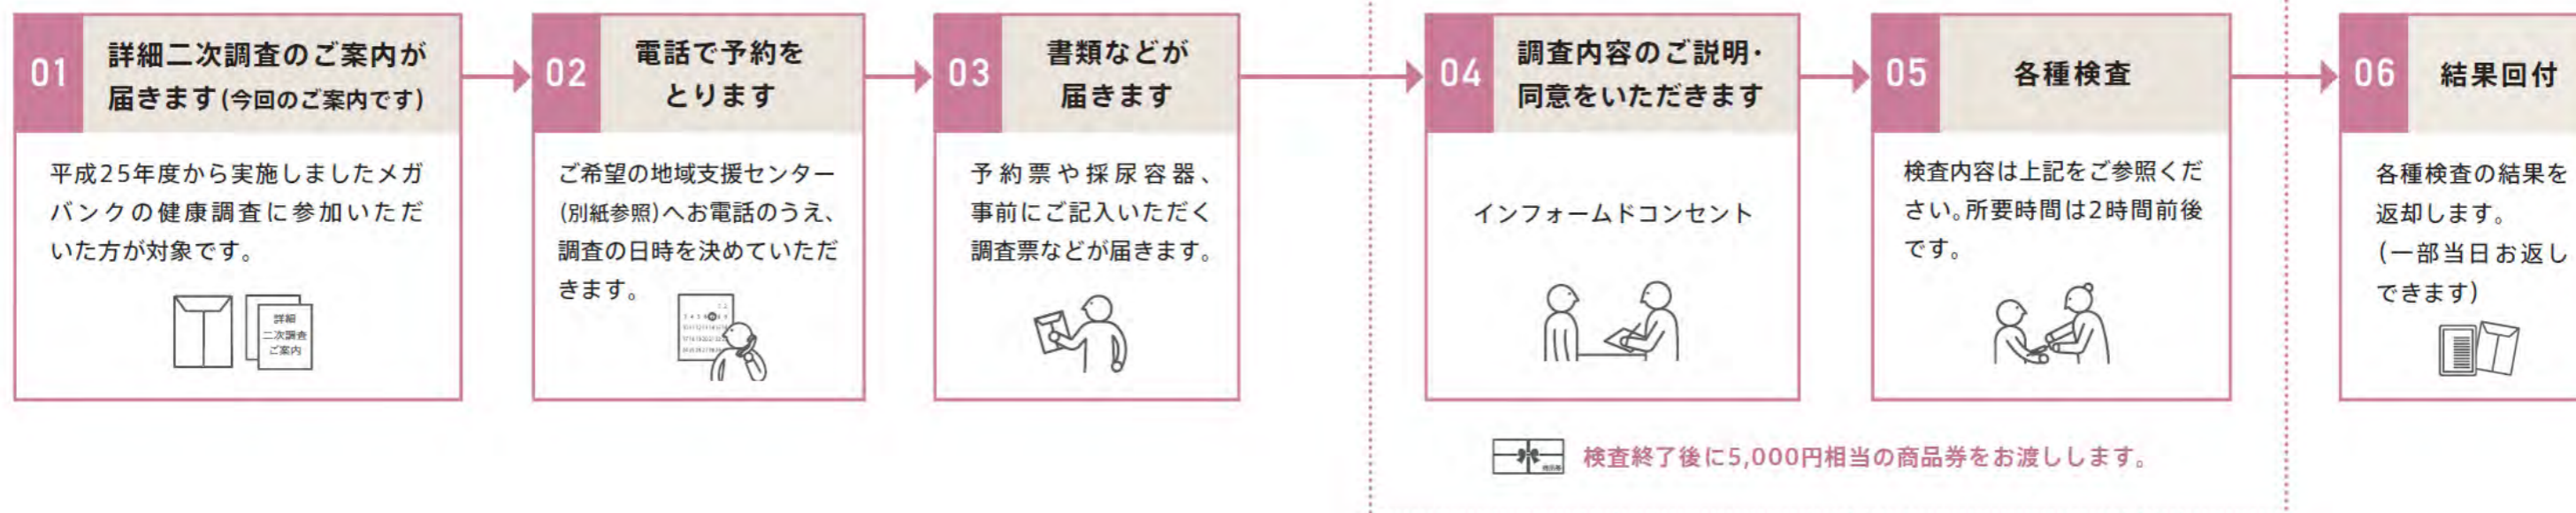 01
詳細二次調査のご案内が
届きます(今回のご案内です)
平成25年度から実施しましたメガ
バンクの健康調査に参加いただ
いた方が対象です。
詳細
二次調査
ご案内
02
電話で予約を
とります
ご希望の地域支援センター
(別紙参照)へお電話のうえ、
調査の日時を決めていただ
きます。
03
書類などが
届きます
予約票や採尿容器、
事前にご記入いただく
調査票などが届きます。
04
調査内容のご説明・
同意をいただきます
インフォームドコンセント
05
各種検査
検査内容は上記をご参照くだ
さい。所要時間は2時間前後
です。
06
結果回付
各種検査の結果を
返却します。
(一部当日お返し
できます)
検査終了後に5,000円相当の商品券をお渡しします。